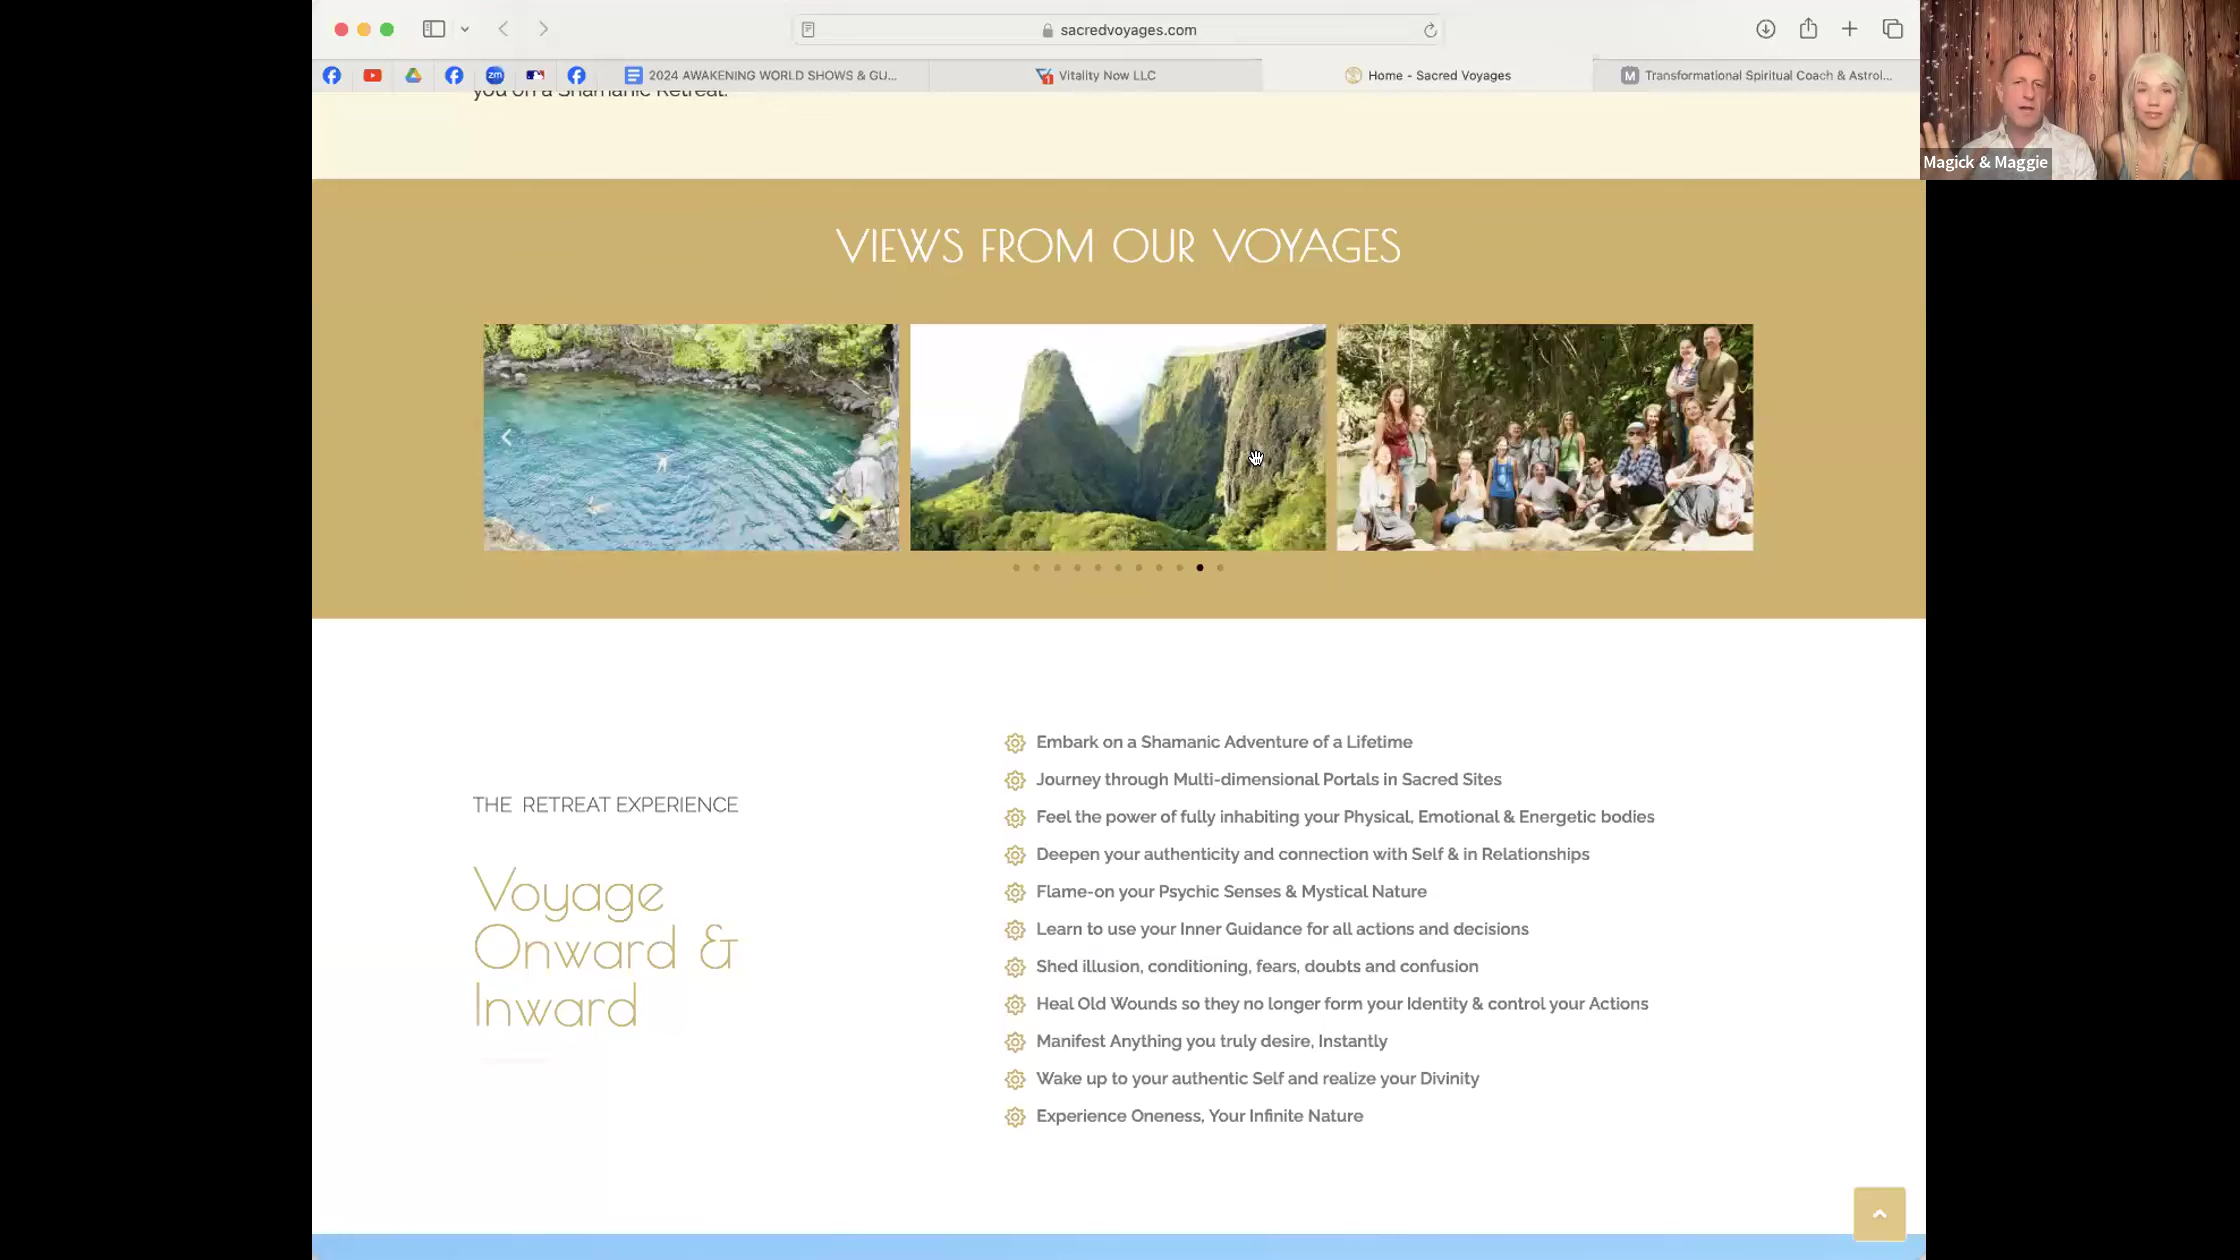 sacredvoyages.com
zm
2024 AWAKENING WORLD SHOWS & GU...
1
Vitality Now LLC
Home - Sacred Voyages
M
Transformational Spiritual Coach & Astrol...
you on a Shamanic Retreat.
Magick & Maggie
VIEWS FROM OUR VOYAGES
THE RETREAT EXPERIENCE
Voyage
Onward &
Inward
Embark on a Shamanic Adventure of a Lifetime
Journey through Multi-dimensional Portals in Sacred Sites
Feel the power of fully inhabiting your Physical, Emotional & Energetic bodies
Deepen your authenticity and connection with Self & in Relationships
Flame-on your Psychic Senses & Mystical Nature
Learn to use your Inner Guidance for all actions and decisions
Shed illusion, conditioning, fears, doubts and confusion
Heal Old Wounds so they no longer form your Identity & control your Actions
Manifest Anything you truly desire, Instantly
Wake up to your authentic Self and realize your Divinity
Experience Oneness, Your Infinite Nature